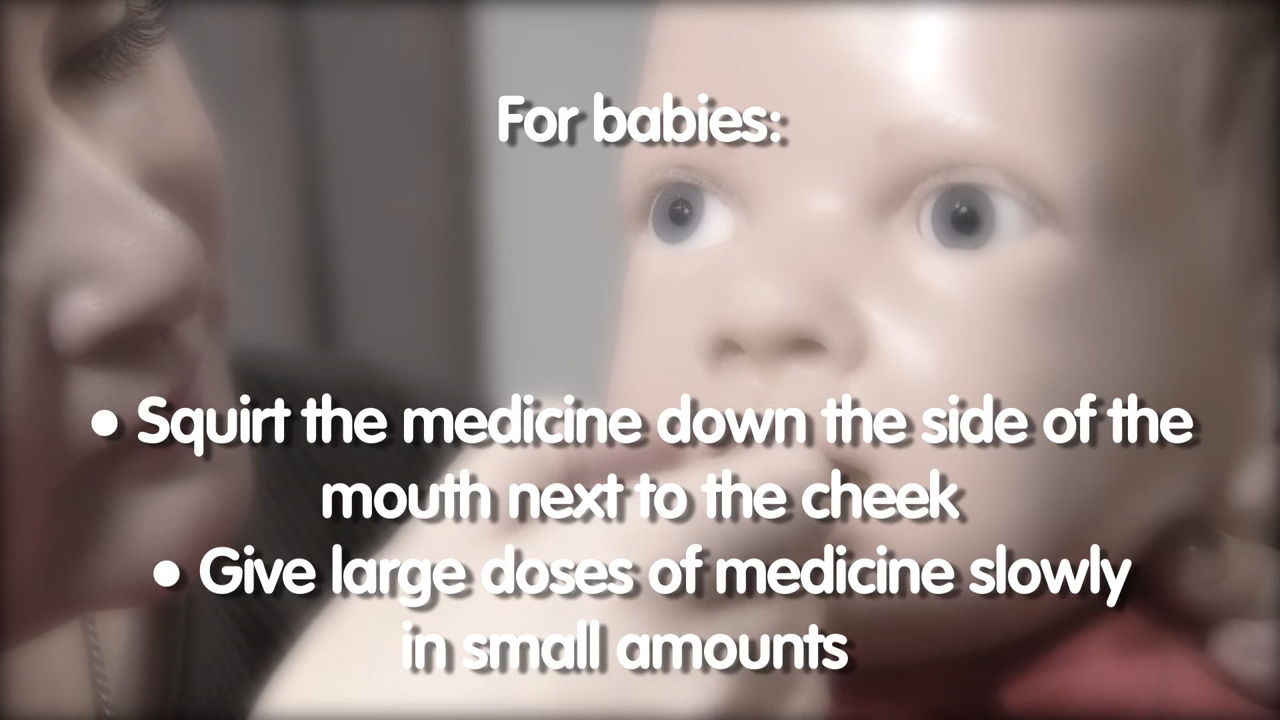 For babies:
• Squirt the medicine down the side of the
mouth next to the cheek
• Give large doses of medicine slowly
in small amounts